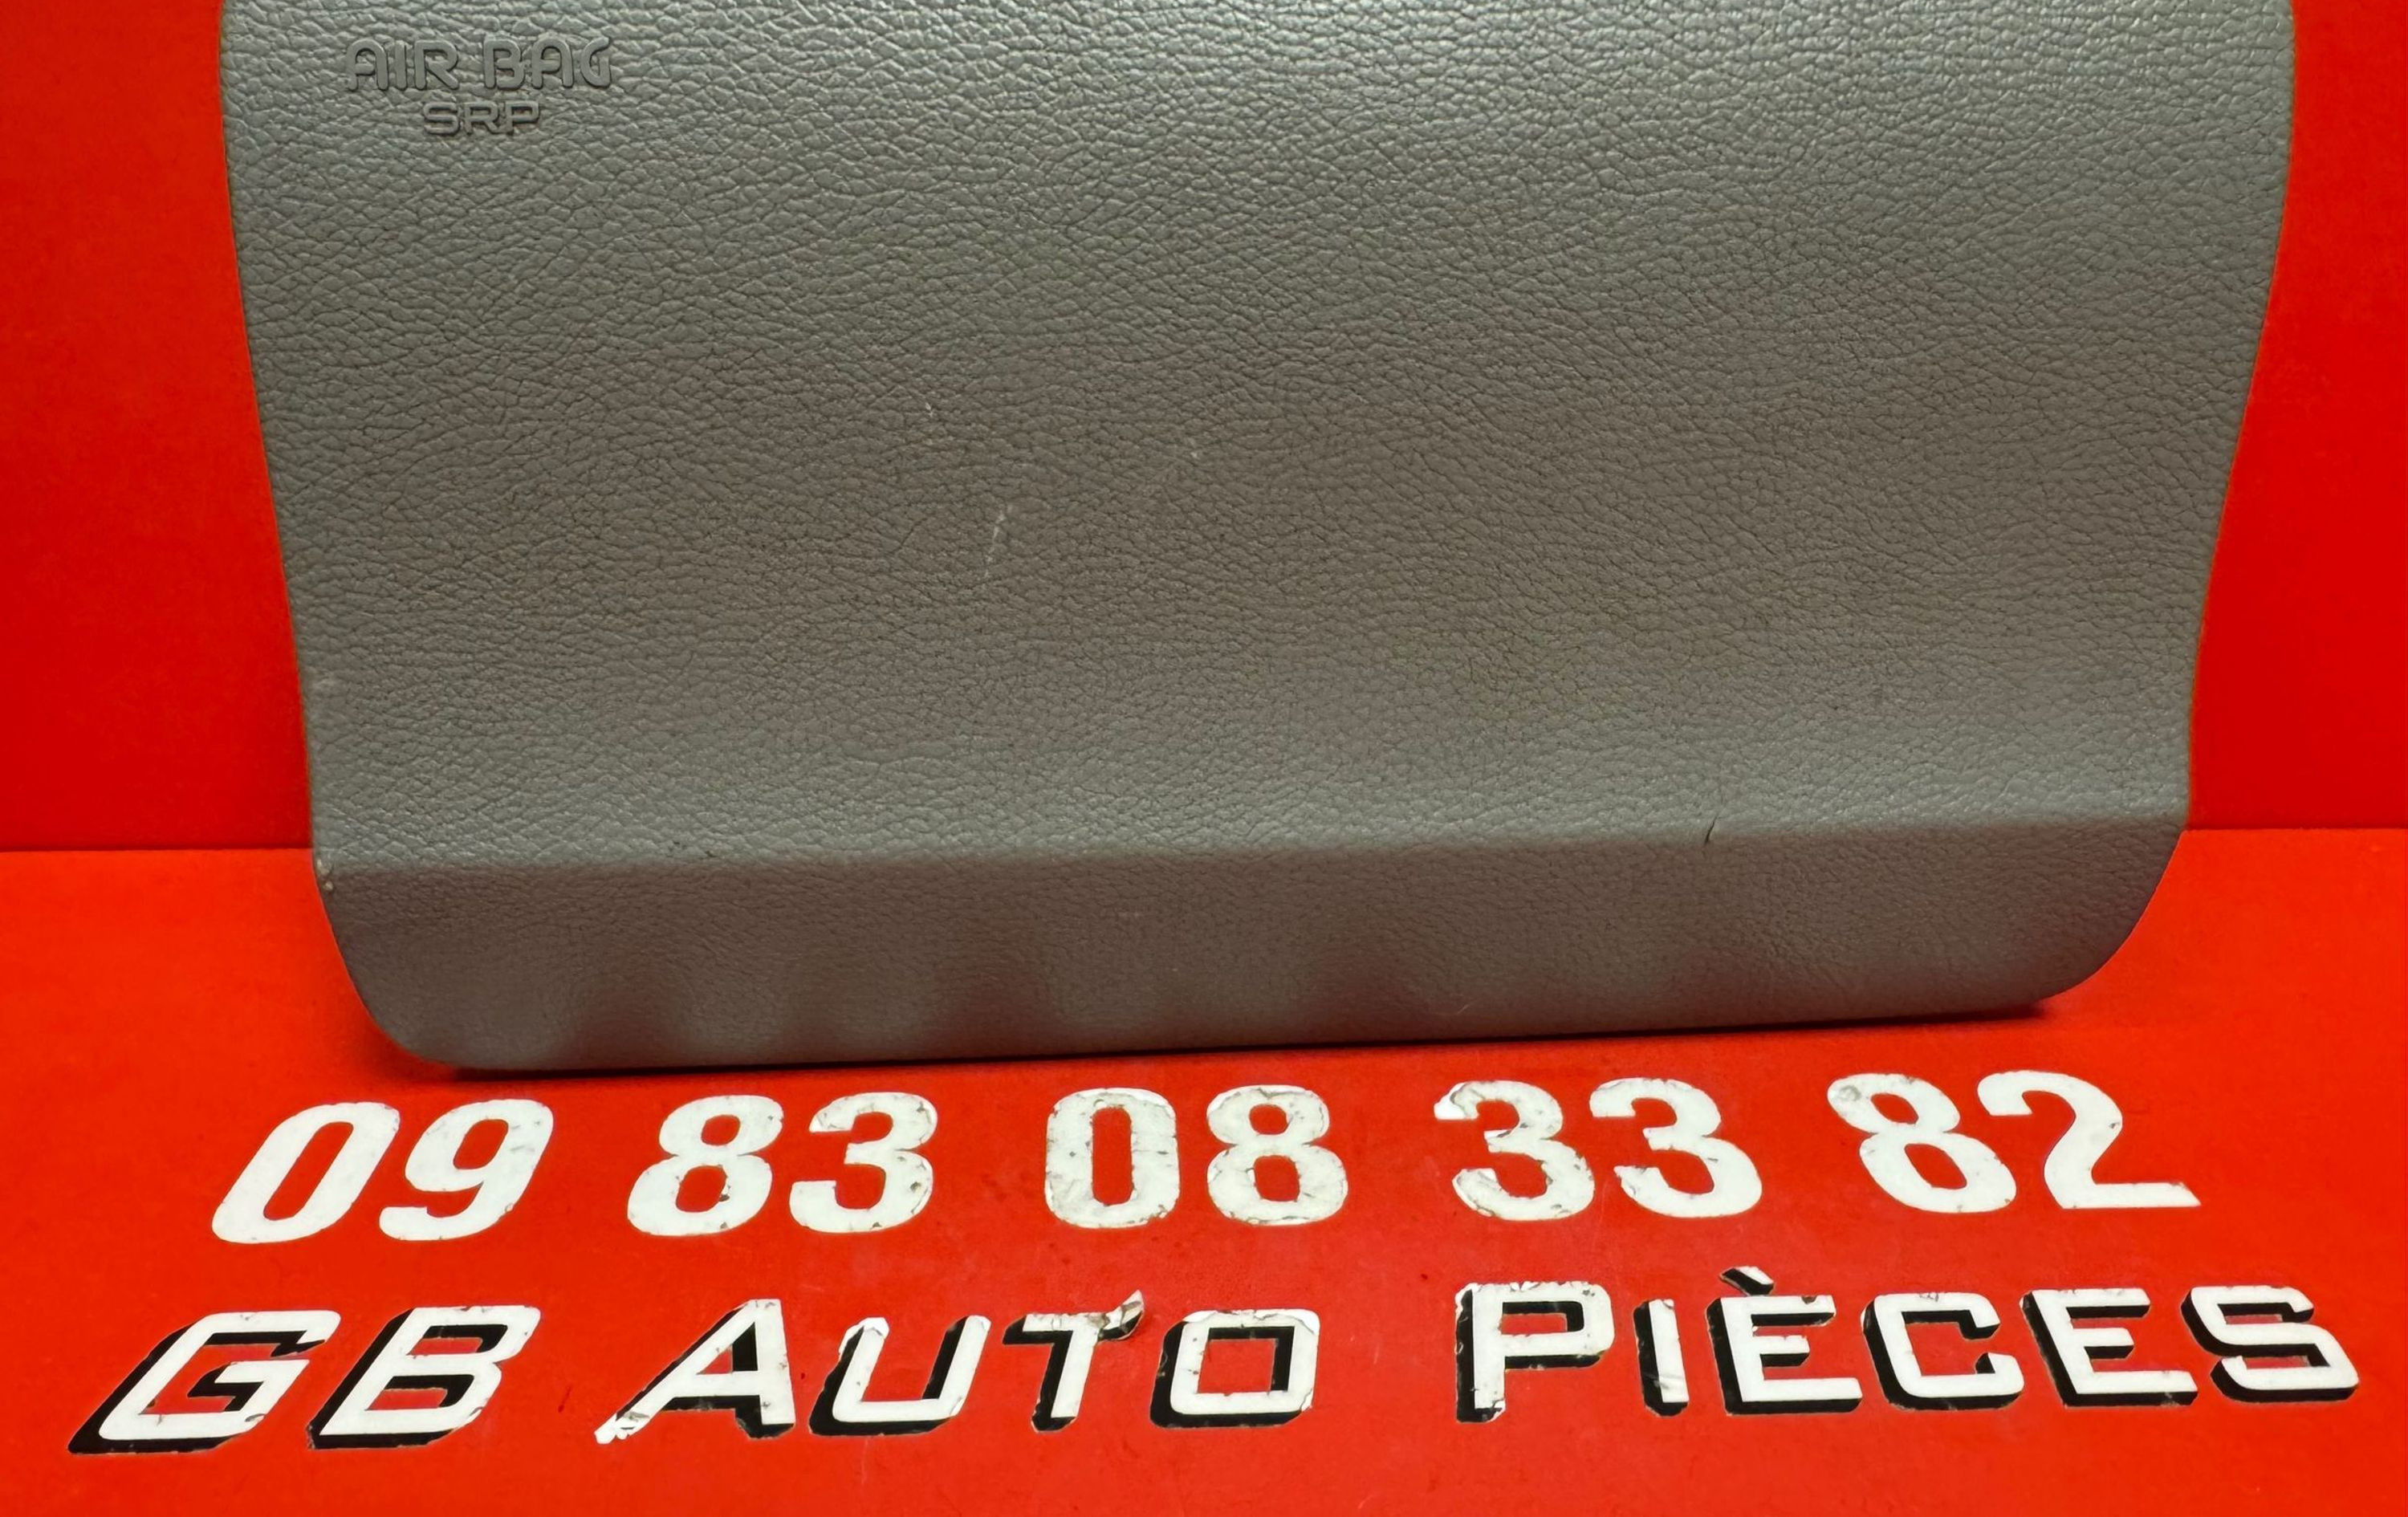 AIR BAG
SRP
09 83 08 33 82
GB AUTO PIÈCES